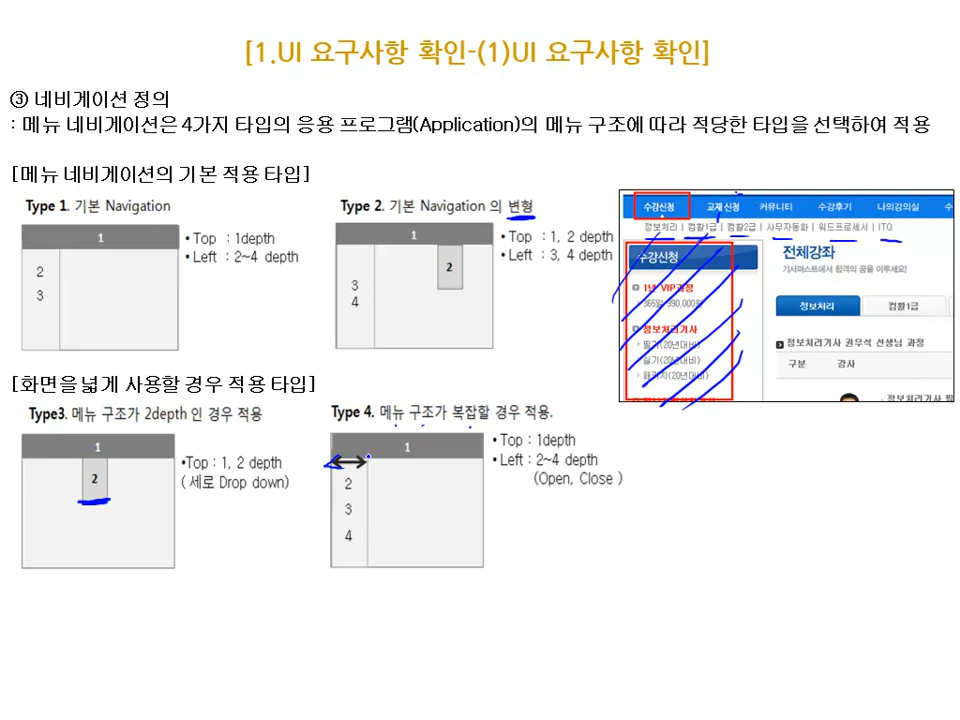 [1.UI 요구사항 확인-(1)UI 요구사항 확인]
③ 네비게이션 정의
: 메뉴 네비게이션은 4가지 타입의 응용 프로그램(Application)의 메뉴 구조에 따라 적당한 타입을 선택하여 적용
[메뉴 네비게이션의 기본 적용 타입]
Type 1. 기본 Navigation
1
2
3
• Top : 1depth
• Left : 2~4 depth
Type 2. 기본 Navigation 의 변형
1
2
3
4
• Top : 1, 2 depth
• Left : 3, 4 depth
수강신청 교재신청 커뮤니티 수강후기 나의강의실 수
정보처리 | 컴활1급 | 컴활2급 | 사무자동화 | 워드프로세서 | ITQ
수강신청
1년 VIP과정
365일 390,000원
정보처리기사
필기(20년대비)
실기(20년대비)
패키지(20년대비)
전체강좌
기사퍼스트에서 합격의 꿈을 이루세요!
정보처리 컴활1급
정보처리기사 권우석 선생님 과정
구분 강사
정보처리기사 필
[화면을 넓게 사용할 경우 적용 타입]
Type3. 메뉴 구조가 2depth 인 경우 적용
1
2
•Top : 1, 2 depth
( 세로 Drop down)
Type 4. 메뉴 구조가 복잡할 경우 적용.
1
2
3
4
• Top : 1depth
• Left : 2~4 depth
(Open, Close )